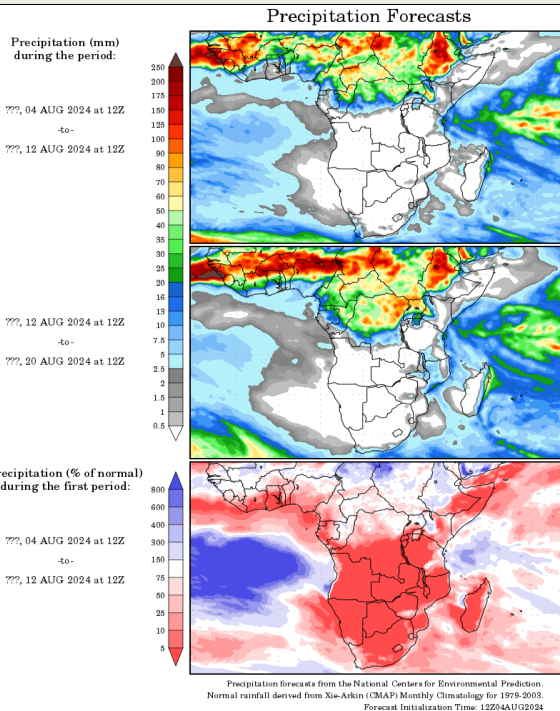 Precipitation Forecasts
Precipitation (mm)
during the period:
250
200
175
150
125
110
90
80
70
60
50
40
35
30
25
20
16
13
10
7.5
5
2.5
2
1.5
1
0.5
???, 04 AUG 2024 at 12Z
-to-
???, 12 AUG 2024 at 12Z
???, 12 AUG 2024 at 12Z
-to-
???, 20 AUG 2024 at 12Z
recipitation (% of normal)
during the first period:
800
600
400
300
150
75
50
25
10
5
???, 04 AUG 2024 at 12Z
-to-
???, 12 AUG 2024 at 12Z
Precipitation forecasts from the National Centers for Environmental Prediction.
Normal rainfall derived from Xie-Arkin (CMAP) Monthly Climatology for 1979-2003.
Forecast Initialization Time: 12Z04AUG2024